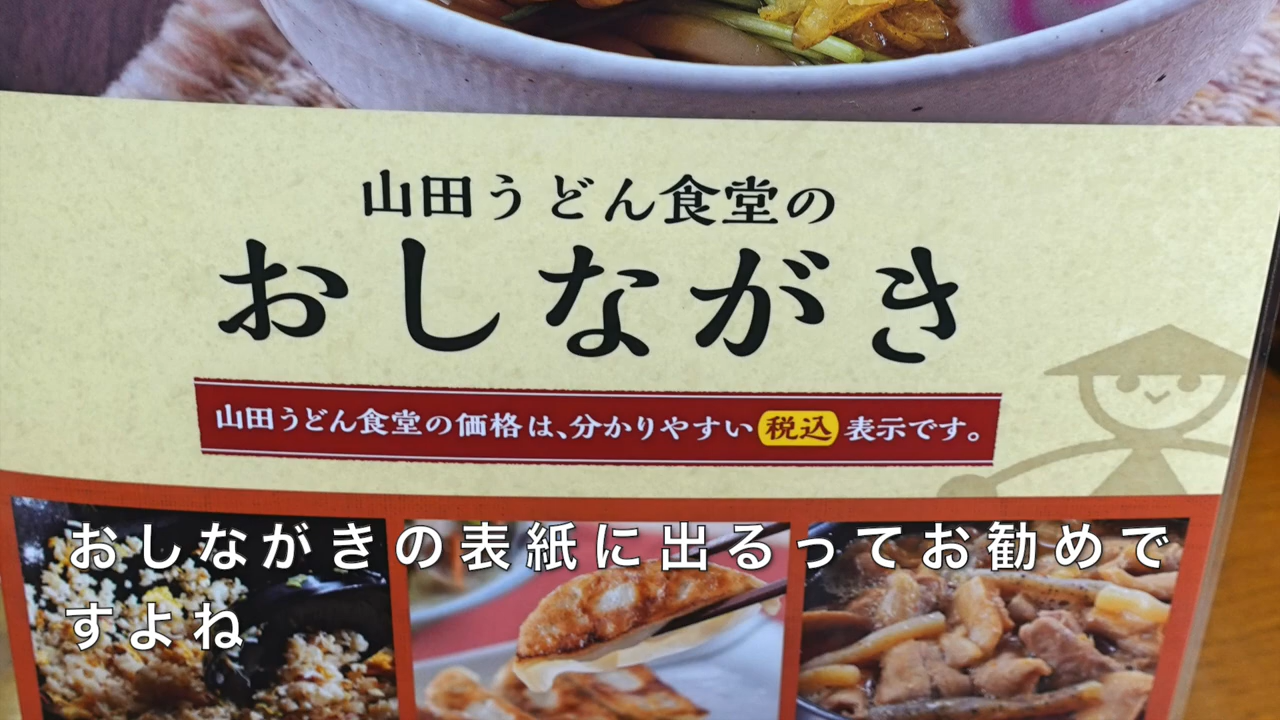 山田うどん食堂の
おしながき
山田うどん食堂の価格は、分かりやすい税込表示です。
おしながきの表紙に出るってお勧めで
すよね